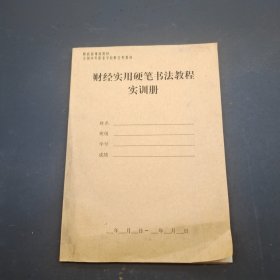 财经实用硬笔书法教程
实训册
姓名
班级
学号
成绩
年 月 日 — 年 月 日